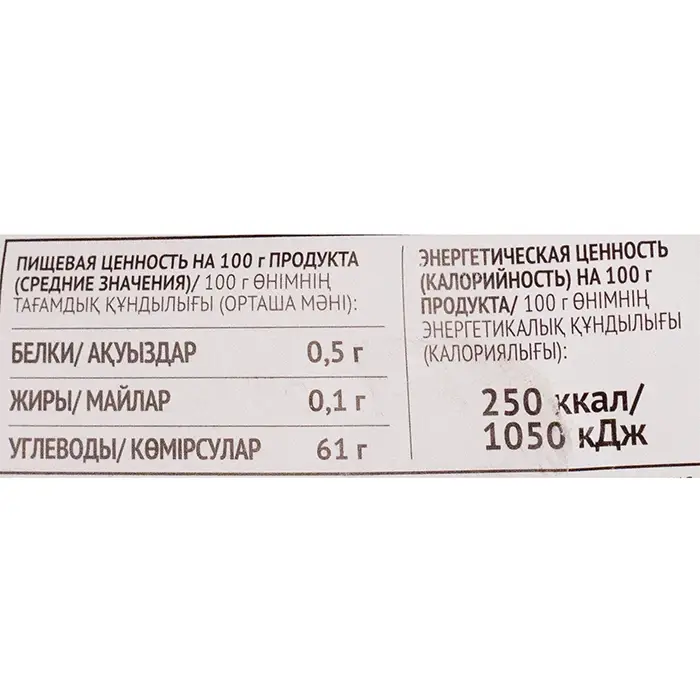 ПИЩЕВАЯ ЦЕННОСТЬ НА 100 г ПРОДУКТА
(СРЕДНИЕ ЗНАЧЕНИЯ)/ 100 г ӨНІМНІҢ
ТАҒАМДЫҚ ҚҰНДЫЛЫҒЫ (ОРТАША МӘНІ):
БЕЛКИ/ АҚУЫЗДАР 0,5 г
ЖИРЫ/ МАЙЛАР 0,1 г
УГЛЕВОДЫ/ КӨМІРСУЛАР 61 г
ЭНЕРГЕТИЧЕСКАЯ ЦЕННОСТЬ
(КАЛОРИЙНОСТЬ) НА 100 г
ПРОДУКТА/ 100 г ӨНІМНІҢ
ЭНЕРГЕТИКАЛЫҚ ҚҰНДЫЛЫҒЫ
(КАЛОРИЯЛЫҒЫ):
250 ккал/
1050 кДж